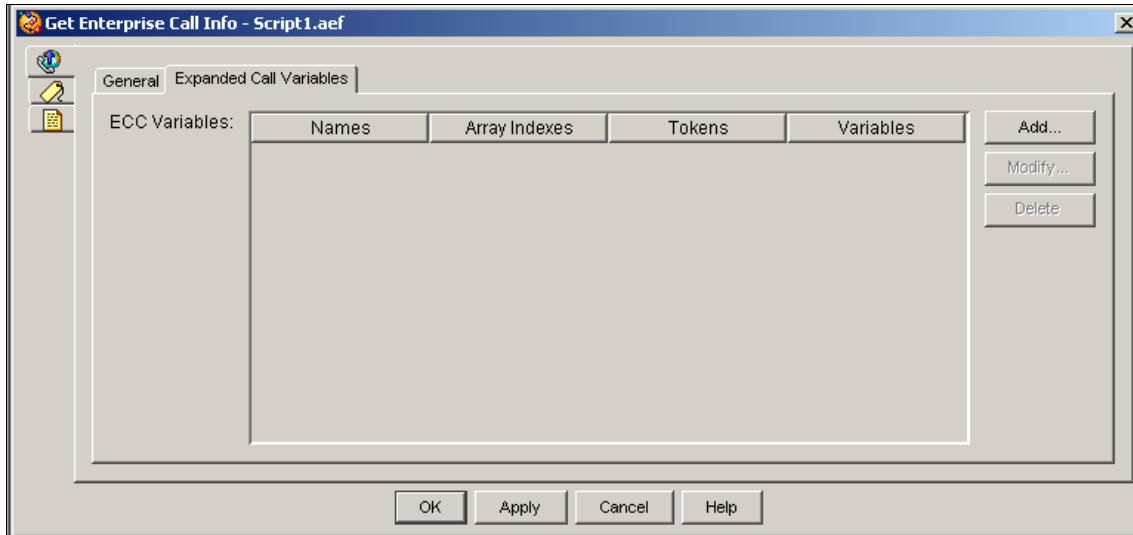 Get Enterprise Call Info - Script1.aef
General Expanded Call Variables
ECC Variables: Names Array Indexes Tokens Variables Add...
Modify...
Delete
OK Apply Cancel Help